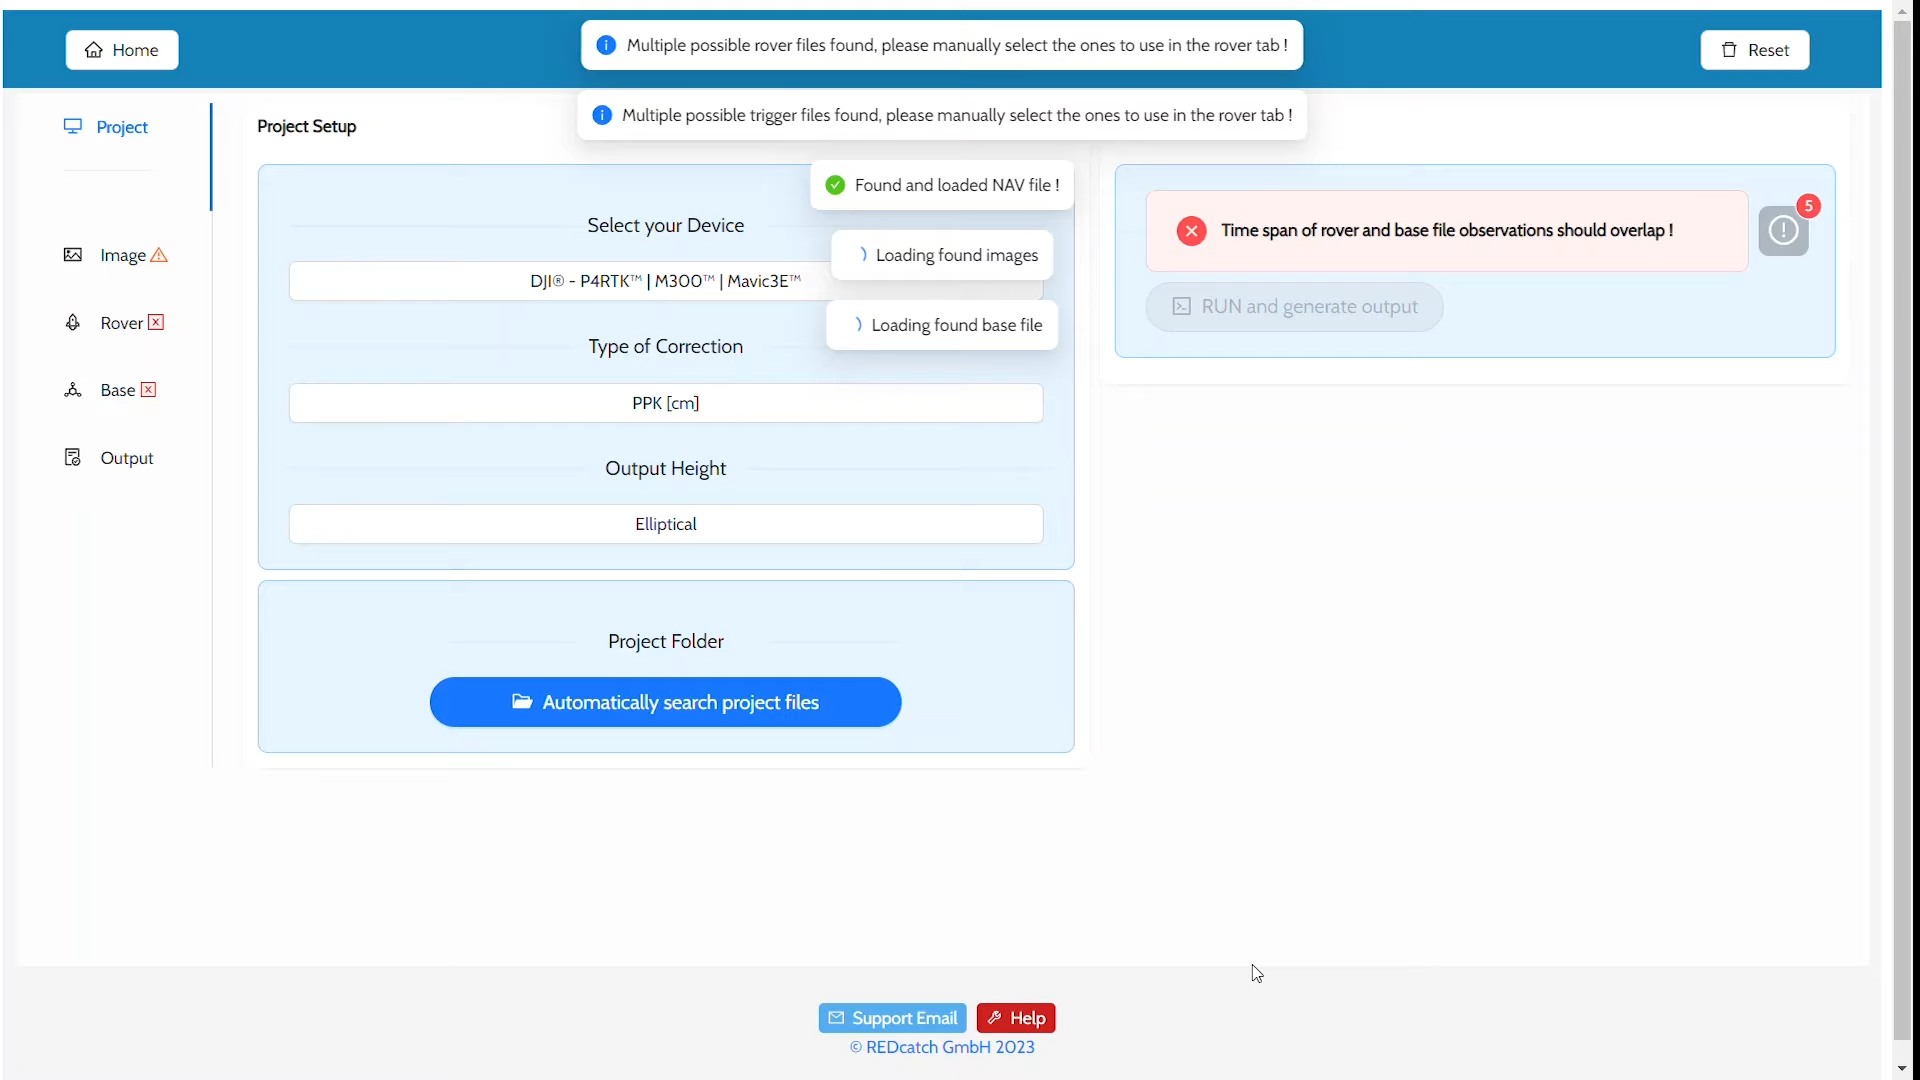 Home
Multiple possible rover files found, please manually select the ones to use in the rover tab !
Reset
Multiple possible trigger files found, please manually select the ones to use in the rover tab !
Found and loaded NAV file !
Loading found images
Loading found base file
Project
Image
Rover
Base
Output
Project Setup
Select your Device
DJI® - P4RTK™ | M300™ | Mavic3E™
Type of Correction
PPK [cm]
Output Height
Elliptical
Project Folder
Automatically search project files
Time span of rover and base file observations should overlap !
5
RUN and generate output
Support Email
Help
© REDcatch GmbH 2023